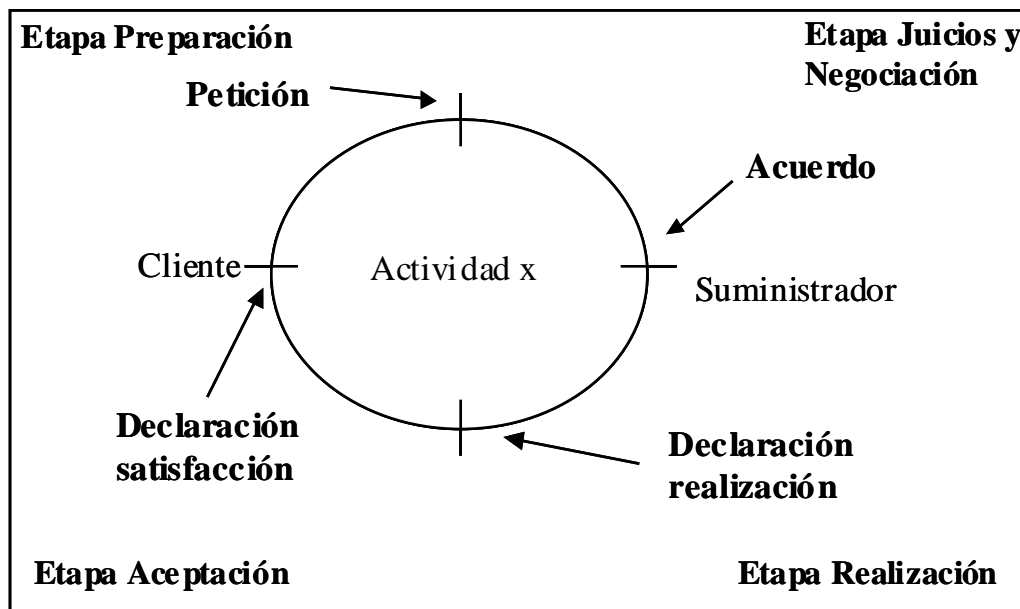 Etapa Preparación
Etapa Juicios y
Negociación
Petición
Acuerdo
Cliente
Actividad x
Suministrador
Declaración
satisfacción
Declaración
realización
Etapa Aceptación
Etapa Realización